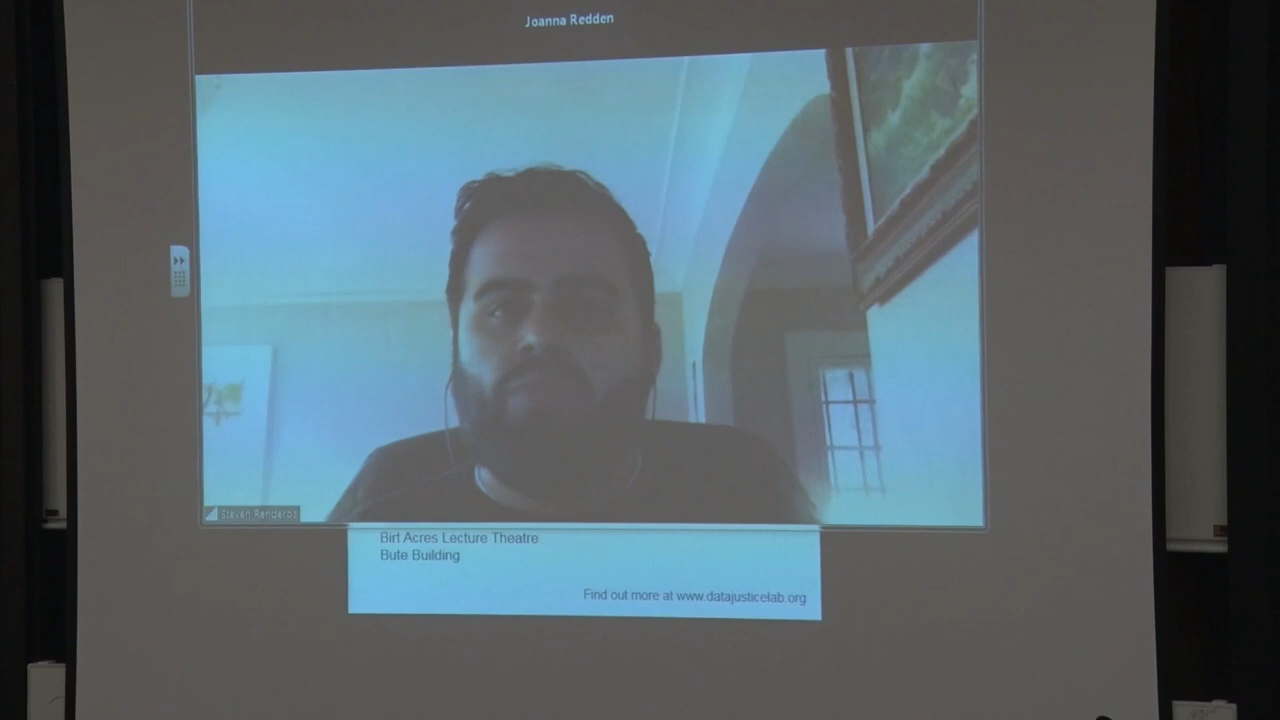 Joanna Redden
Steven Renderos
Birt Acres Lecture Theatre
Bute Building
Find out more at www.datajusticelab.org